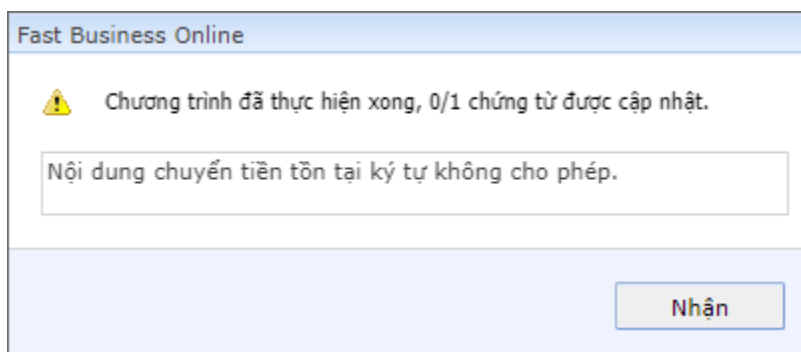 Fast Business Online
Chương trình đã thực hiện xong, 0/1 chứng từ được cập nhật.
Nội dung chuyển tiền tồn tại ký tự không cho phép.
Nhận